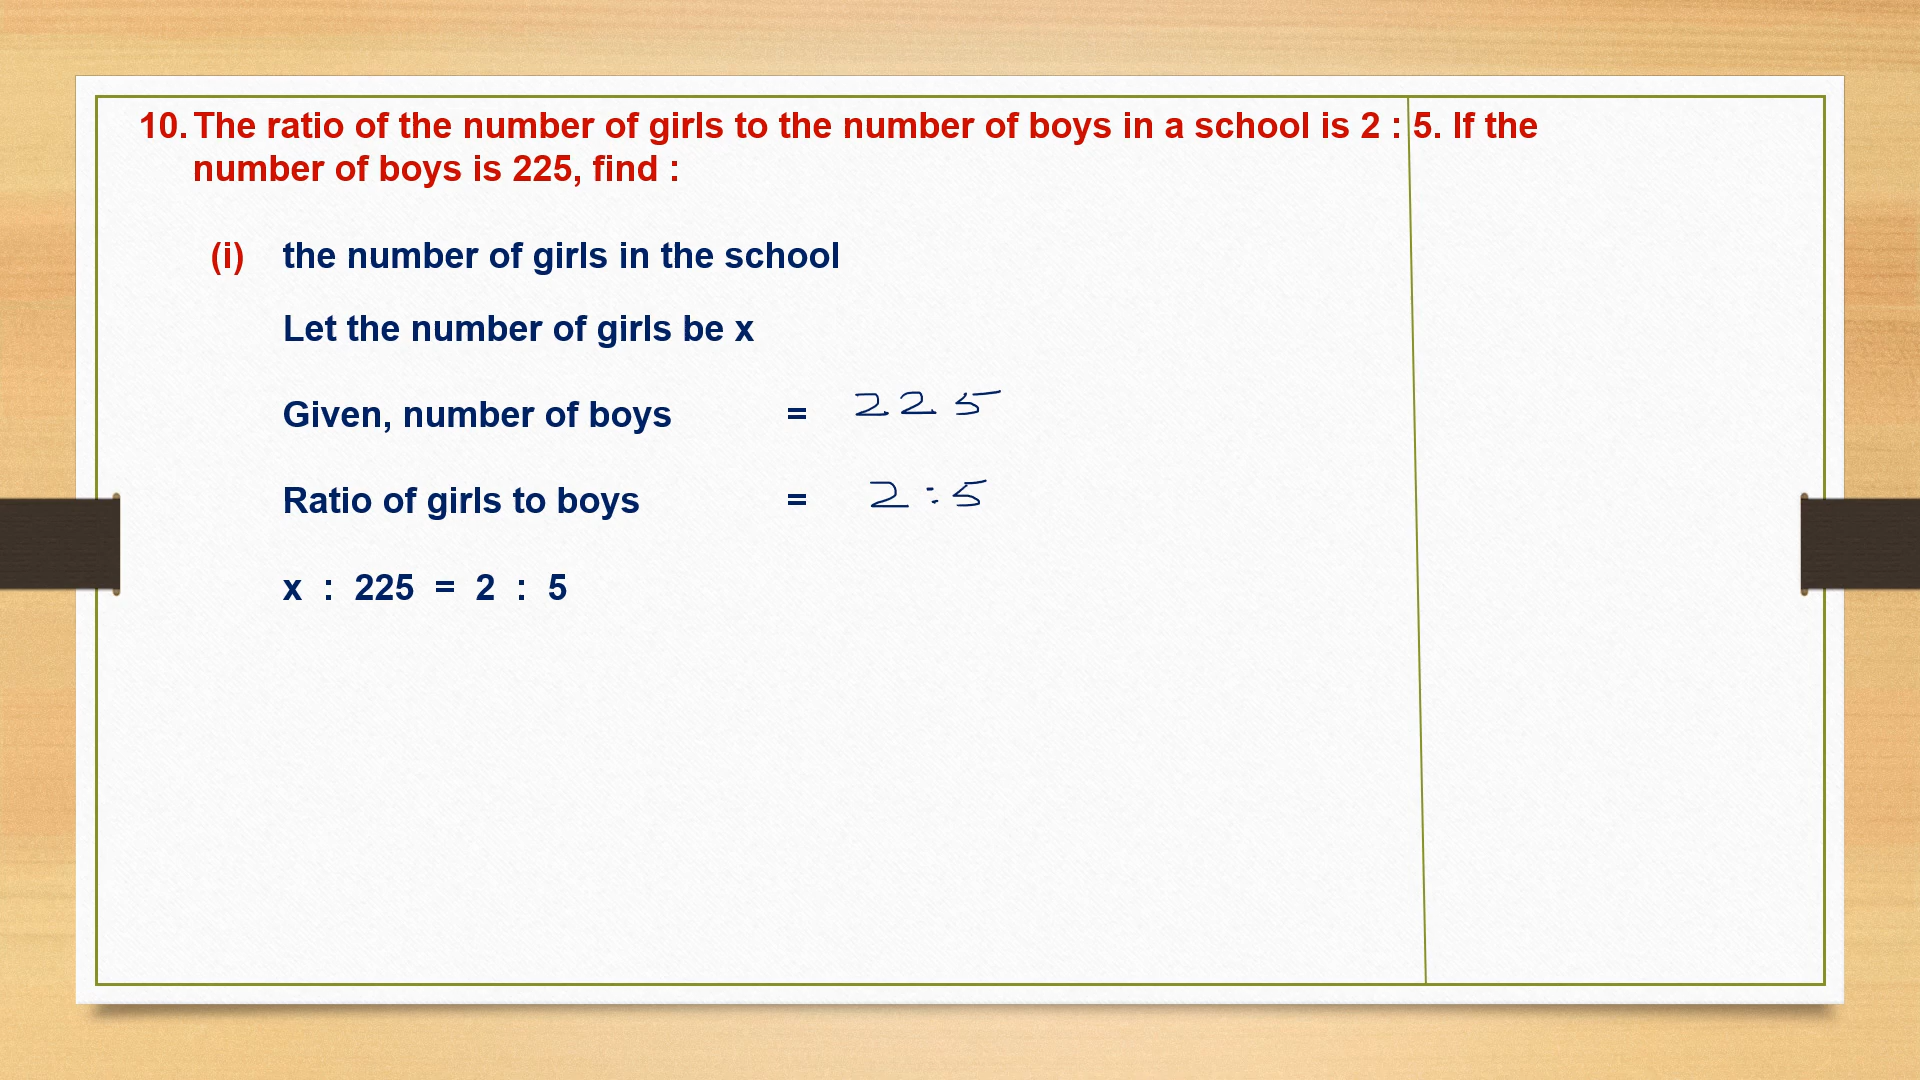 10. The ratio of the number of girls to the number of boys in a school is 2 : 5. If the
number of boys is 225, find :
(i) the number of girls in the school
Let the number of girls be x
Given, number of boys = 225
Ratio of girls to boys = 2:5
x : 225 = 2 : 5